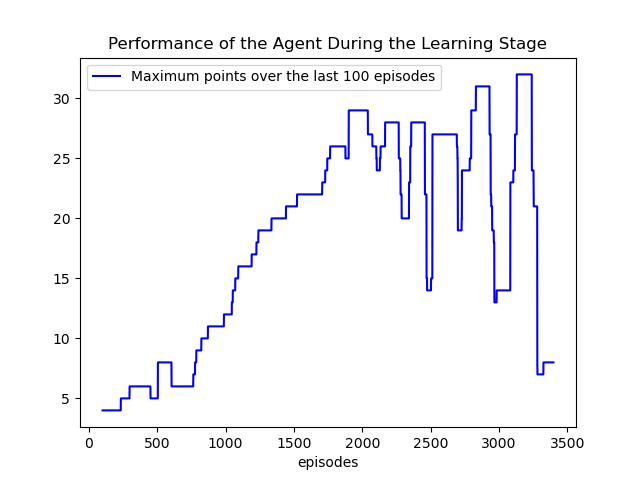 Performance of the Agent During the Learning Stage
Maximum points over the last 100 episodes
30
25
20
15
10
5
0 500 1000 1500 2000 2500 3000 3500
episodes